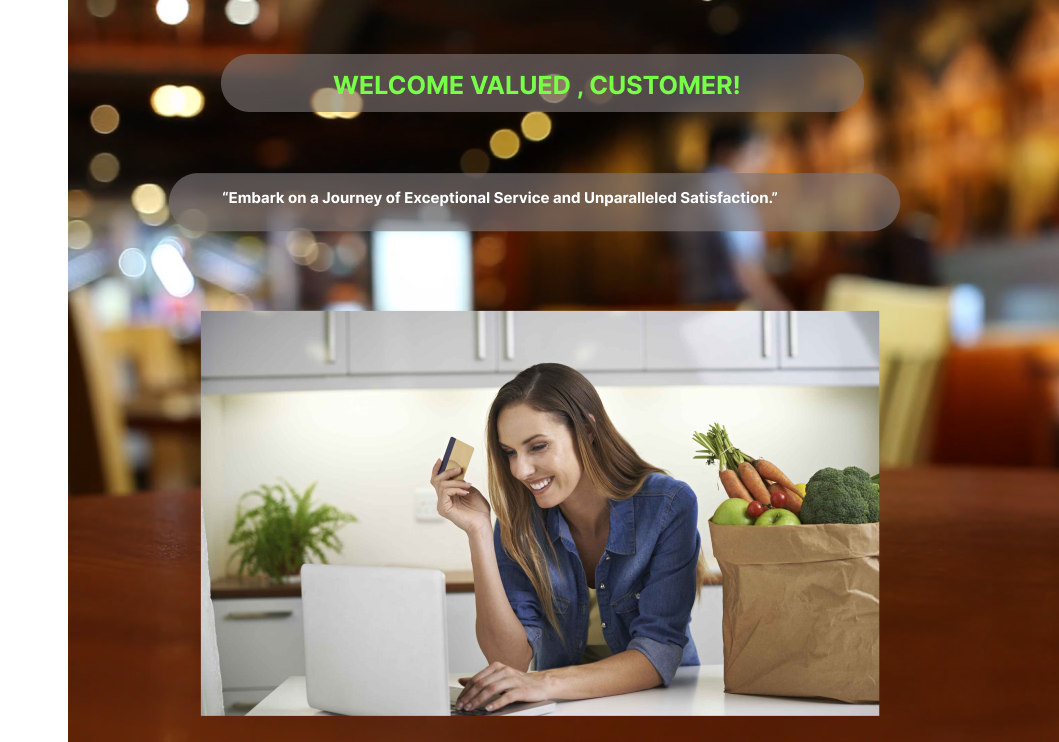 WELCOME VALUED , CUSTOMER!
“Embark on a Journey of Exceptional Service and Unparalleled Satisfaction.”